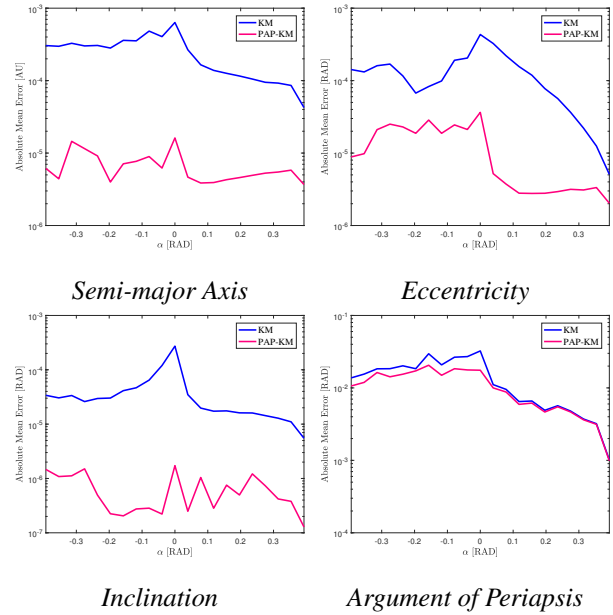 10^-3
10^-4
10^-5
10^-6
Absolute Mean Error [AU]
KM
PAP-KM
-0.3 -0.2 -0.1 0 0.1 0.2 0.3
α [RAD]
Semi-major Axis
10^-3
10^-4
10^-5
10^-6
Absolute Mean Error [RAD]
KM
PAP-KM
-0.3 -0.2 -0.1 0 0.1 0.2 0.3
α [RAD]
Eccentricity
10^-3
10^-4
10^-5
10^-6
10^-7
Absolute Mean Error [RAD]
KM
PAP-KM
-0.3 -0.2 -0.1 0 0.1 0.2 0.3
α [RAD]
Inclination
10^-1
10^-2
10^-3
10^-4
Absolute Mean Error [RAD]
KM
PAP-KM
-0.3 -0.2 -0.1 0 0.1 0.2 0.3
α [RAD]
Argument of Periapsis